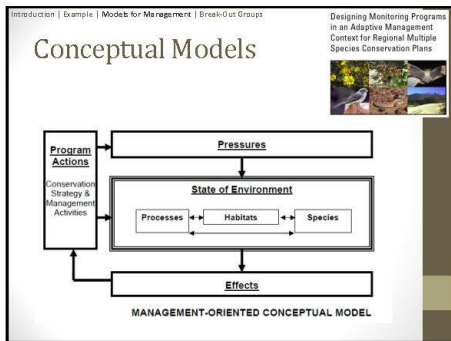 Introduction | Example | Models for Management | Break-Out Groups
Conceptual Models
Designing Monitoring Programs
in an Adaptive Management
Context for Regional Multiple
Species Conservation Plans
Program
Actions
Conservation
Strategy &
Management
Activities
Pressures
State of Environment
Processes
Habitats
Species
Effects
MANAGEMENT-ORIENTED CONCEPTUAL MODEL